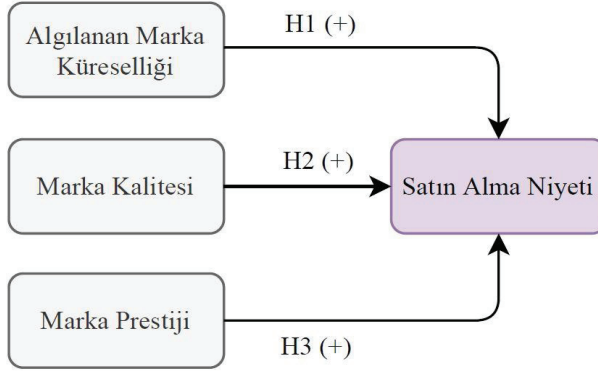 Algılanan Marka
Küreselliği
H1 (+)
Marka Kalitesi
H2 (+)
Satın Alma Niyeti
Marka Prestiji
H3 (+)